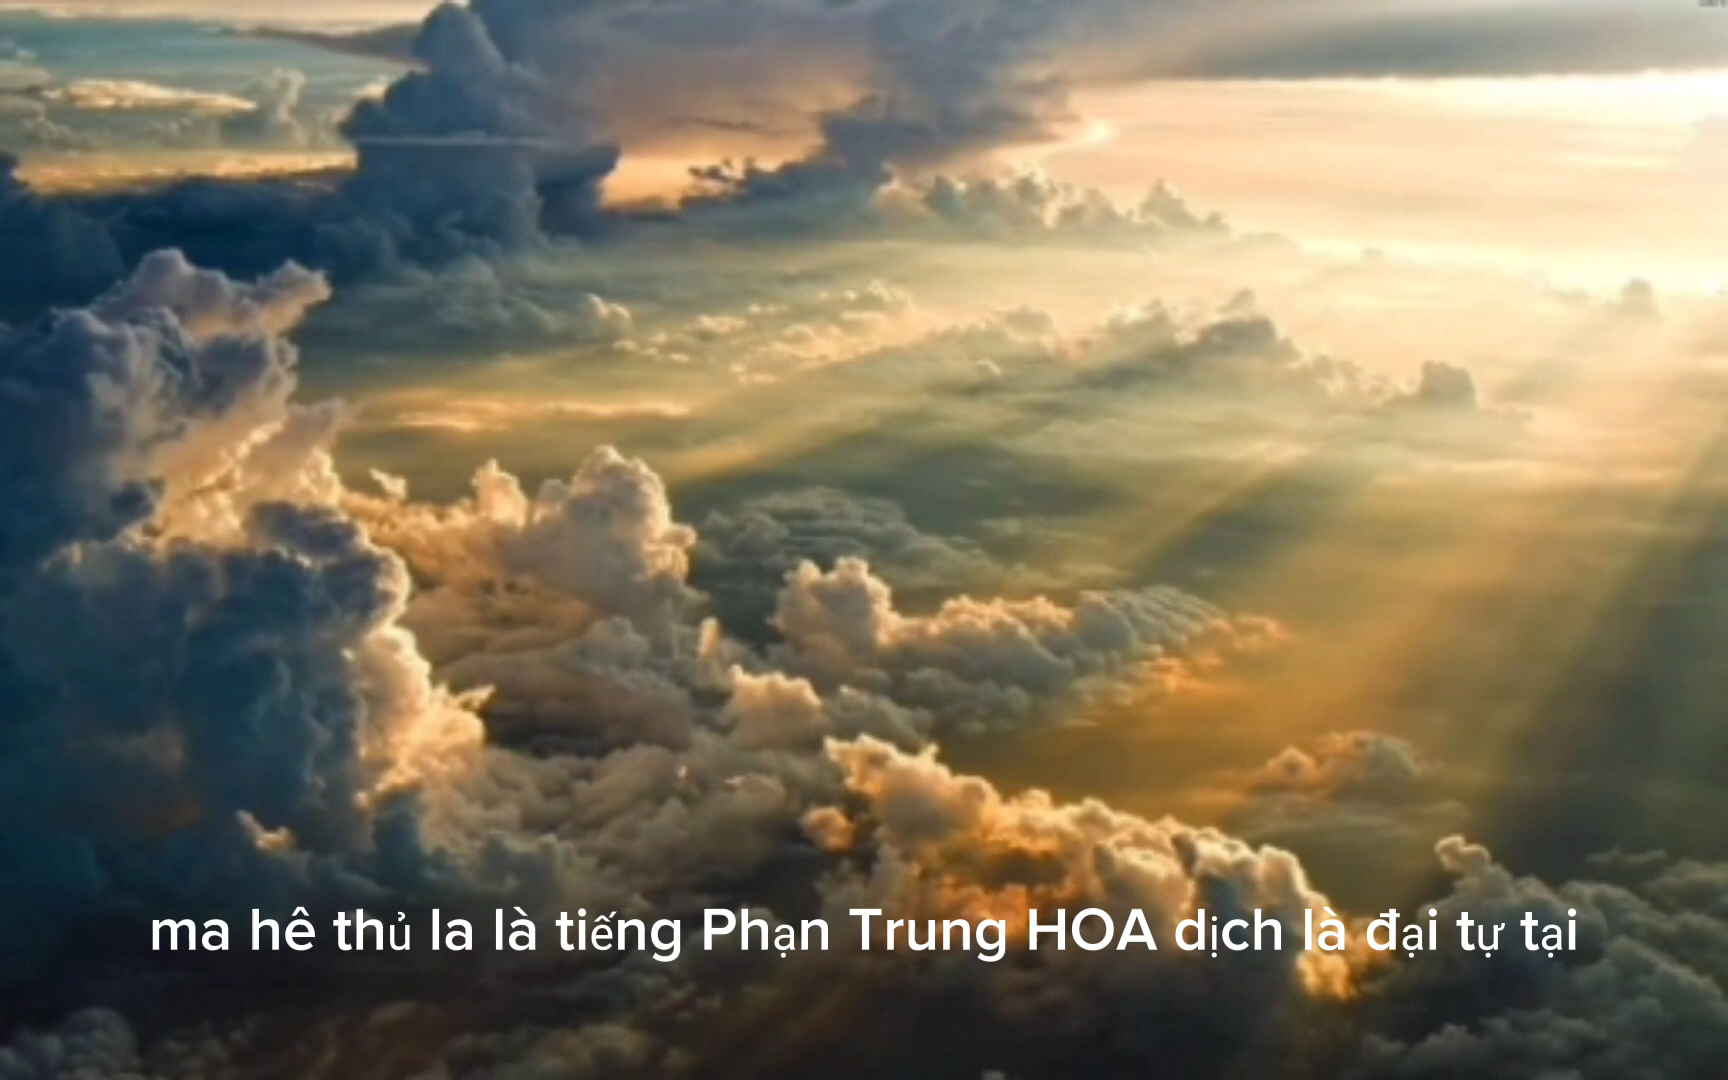 ma hê thủ la là tiếng Phạn Trung HOA dịch là đại tự tại